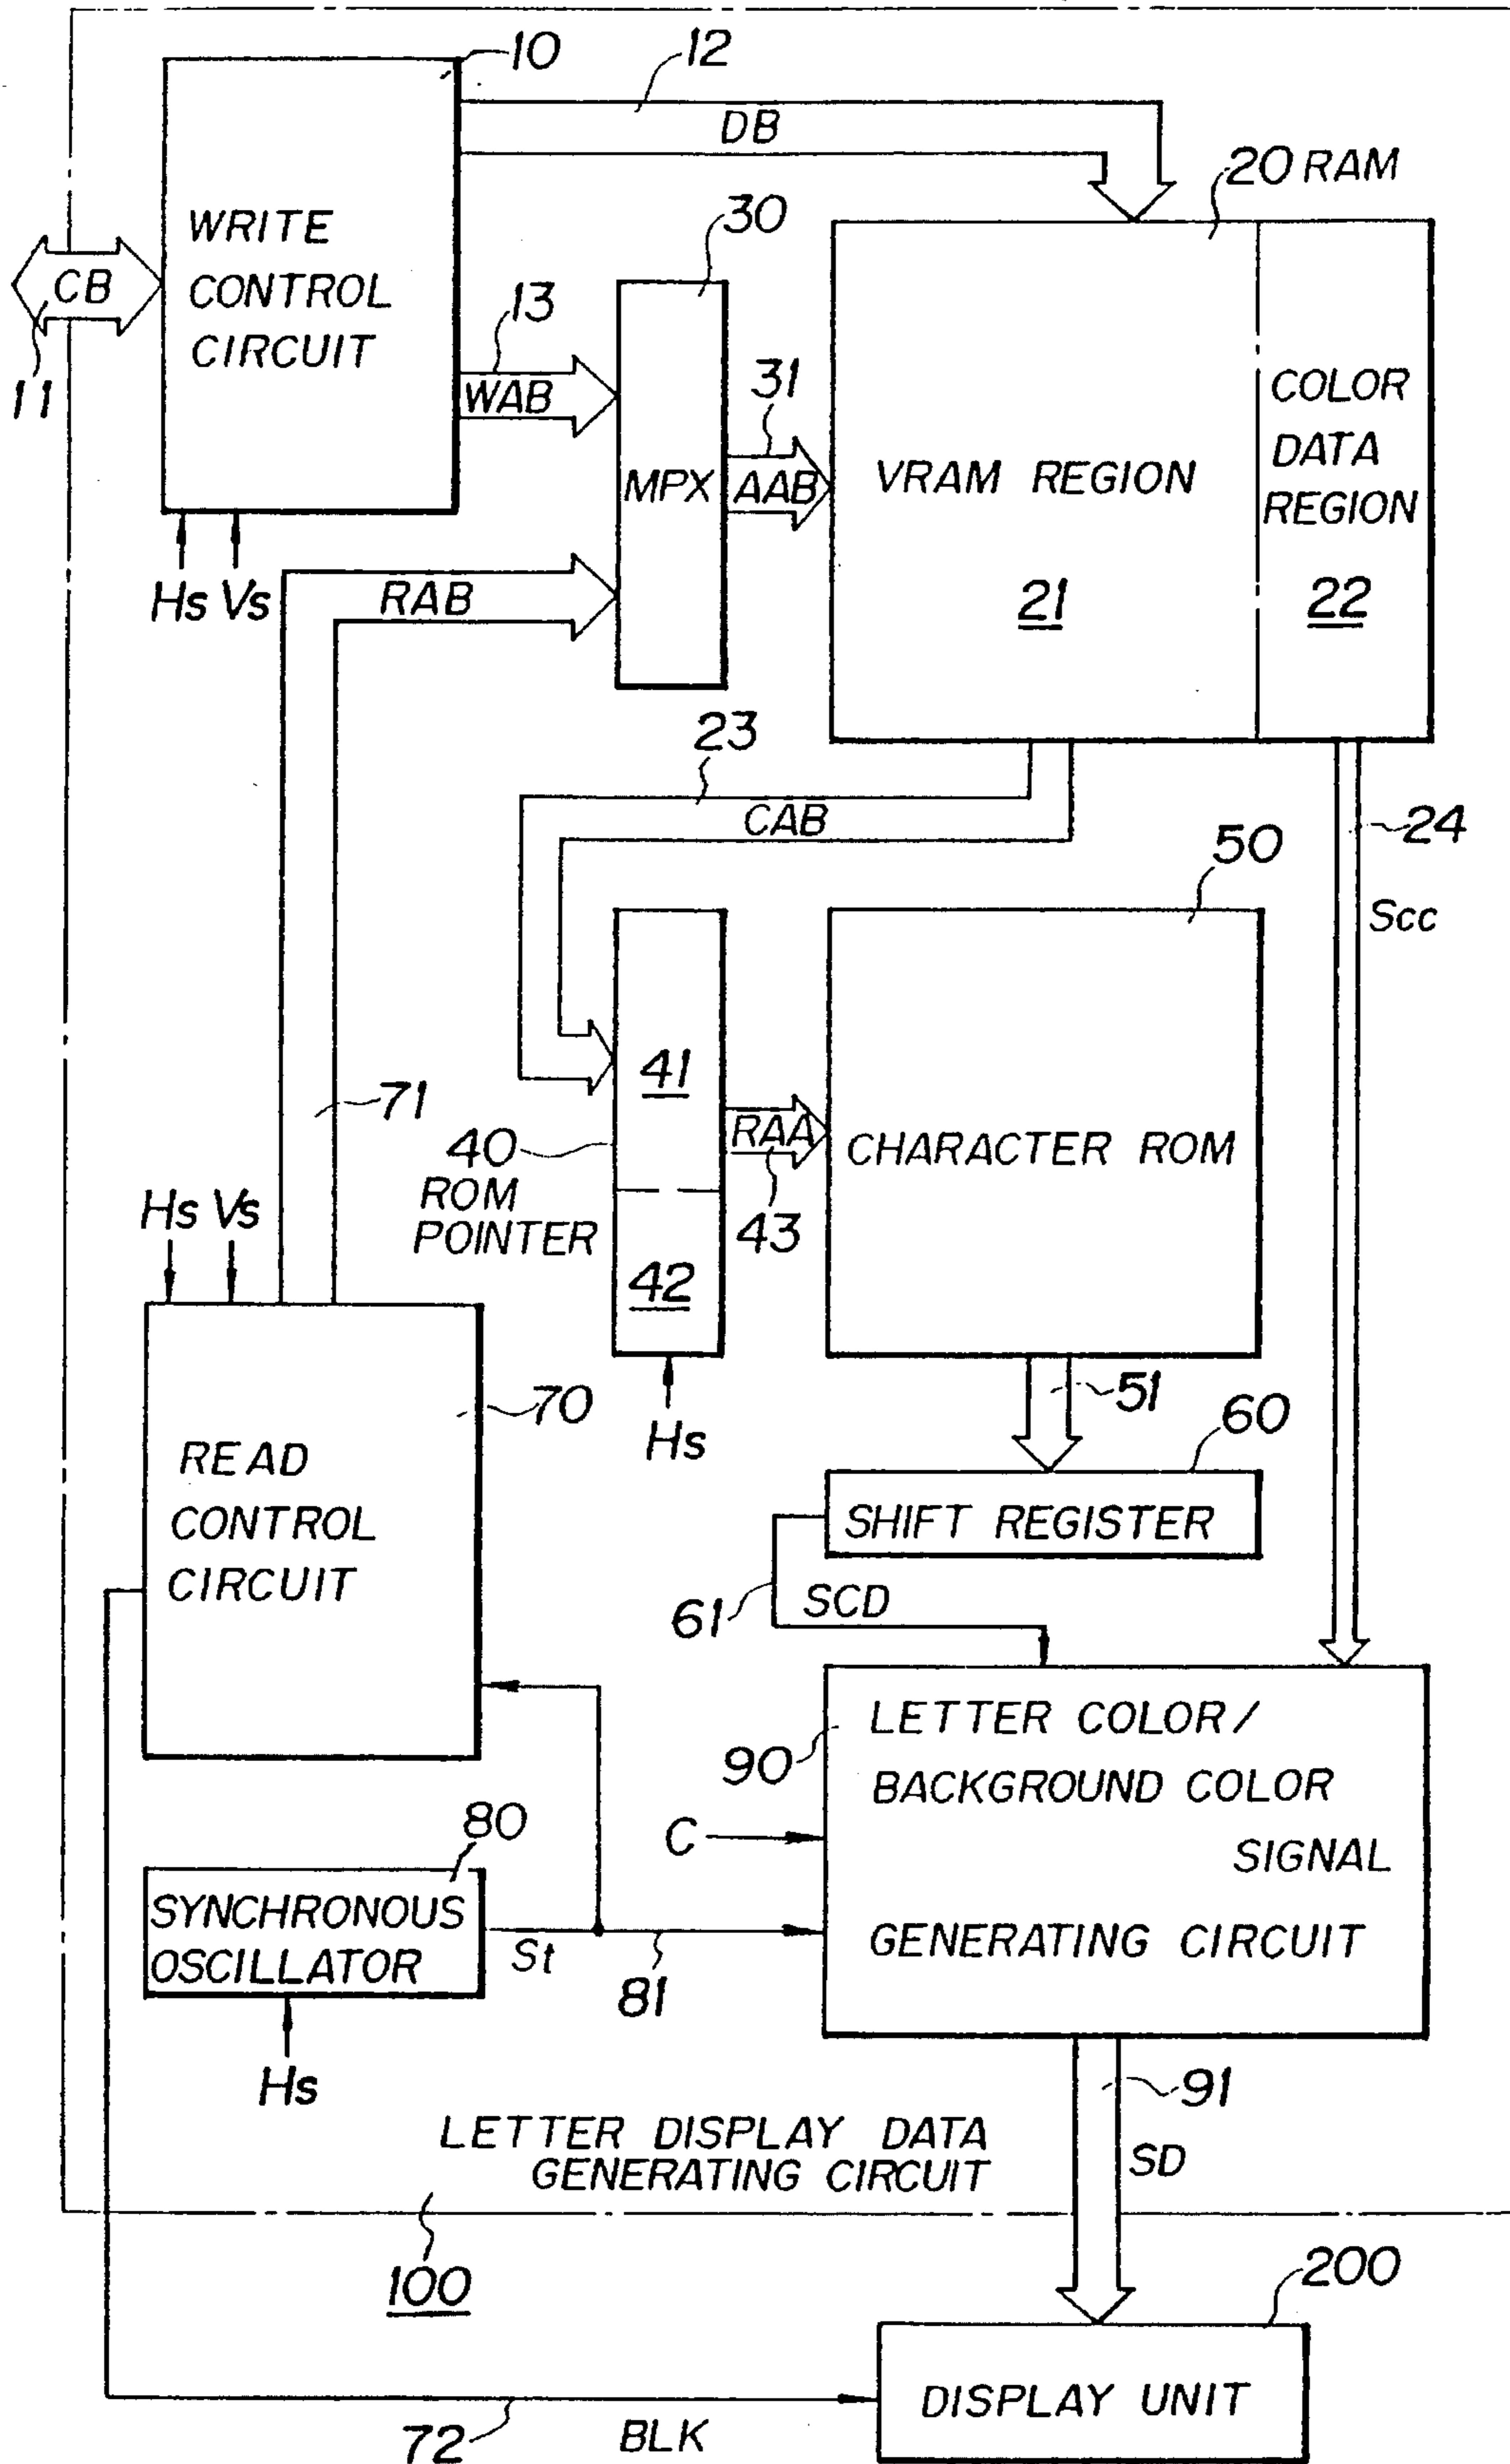 10
12
DB
20 RAM
WRITE
CONTROL
CIRCUIT
CB
11
13
WAB
30
MPX
31
AAB
VRAM REGION
21
COLOR
DATA
REGION
22
Hs Vs
RAB
23
CAB
24
Scc
50
41
71
40
ROM
POINTER
RAA
43
CHARACTER ROM
Hs Vs
42
Hs
51
70
60
READ
CONTROL
CIRCUIT
SHIFT REGISTER
61
SCD
90
LETTER COLOR/
BACKGROUND COLOR
SIGNAL
GENERATING CIRCUIT
C
80
SYNCHRONOUS
OSCILLATOR
St
81
Hs
91
SD
LETTER DISPLAY DATA
GENERATING CIRCUIT
100
200
DISPLAY UNIT
72
BLK